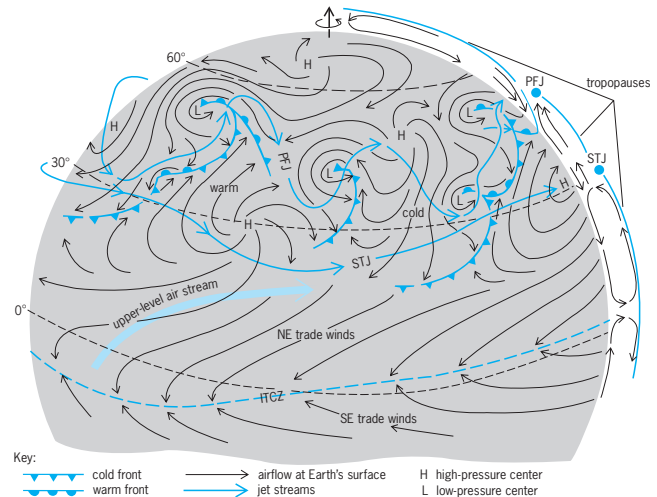 60°
H
PFJ
tropopauses
H
L
L
H
PFJ
STJ
30°
warm
L
H
L
cold
H
STJ
upper-level air stream
0°
NE trade winds
ITCZ
SE trade winds
Key:
cold front
airflow at Earth's surface
H high-pressure center
warm front
jet streams
L low-pressure center